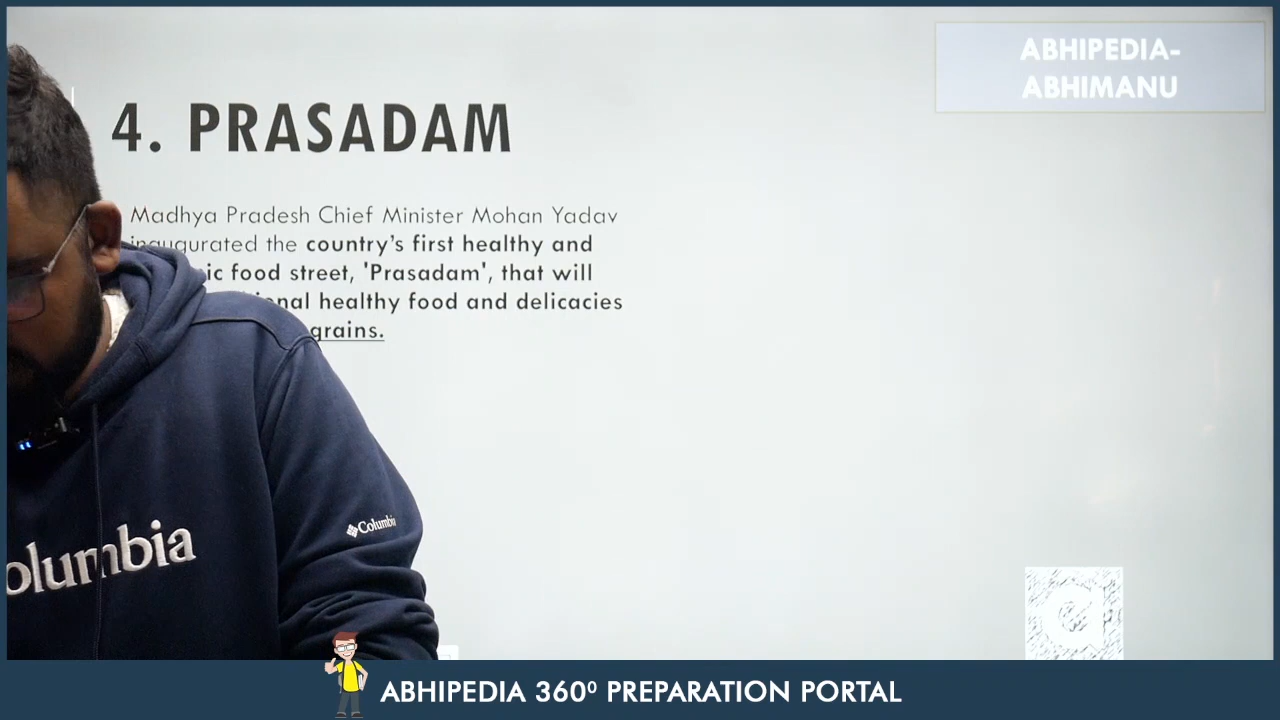 ABHIPEDIA-
ABHIMANU
4. PRASADAM
Madhya Pradesh Chief Minister Mohan Yadav
inaugurated the country's first healthy and
food street, 'Prasadam', that will
healthy food and delicacies
grains.
Columbia
olumbia
ABHIPEDIA 360⁰ PREPARATION PORTAL